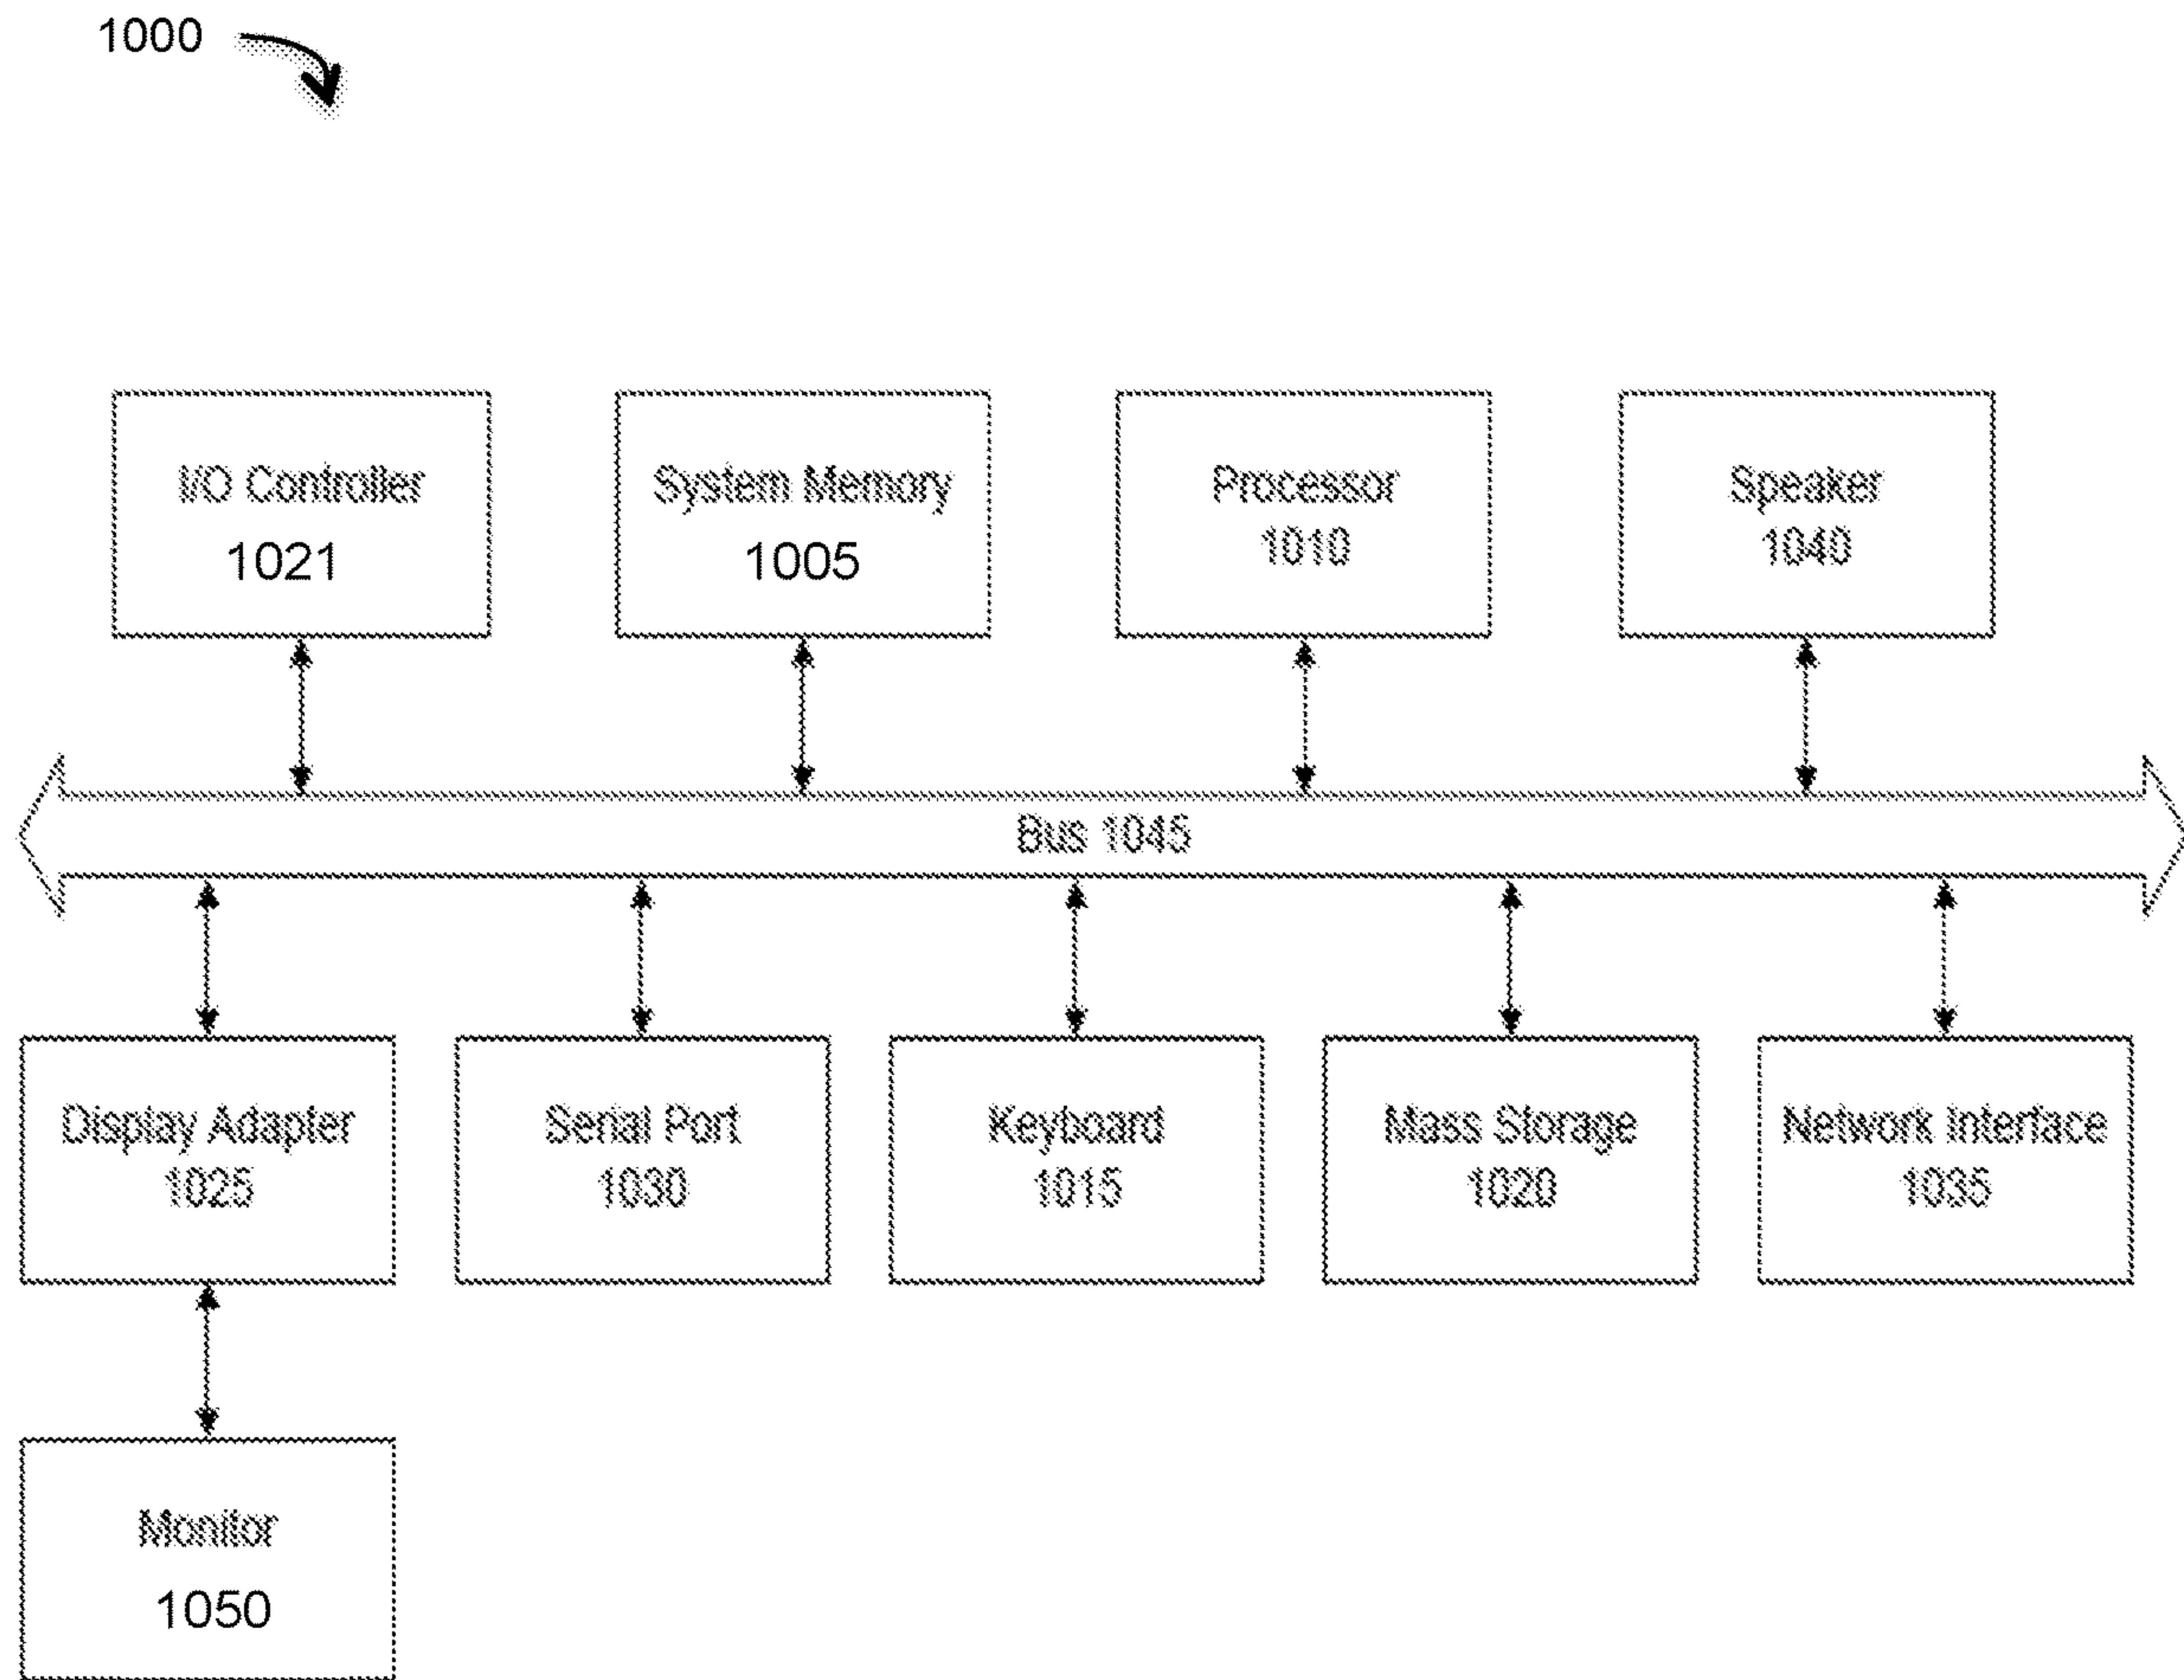 1000
I/O Controller
1021
System Memory
1005
Processor
1010
Speaker
1040
Bus 1045
Display Adapter
1025
Serial Port
1030
Keyboard
1015
Mass Storage
1020
Network Interface
1035
Monitor
1050